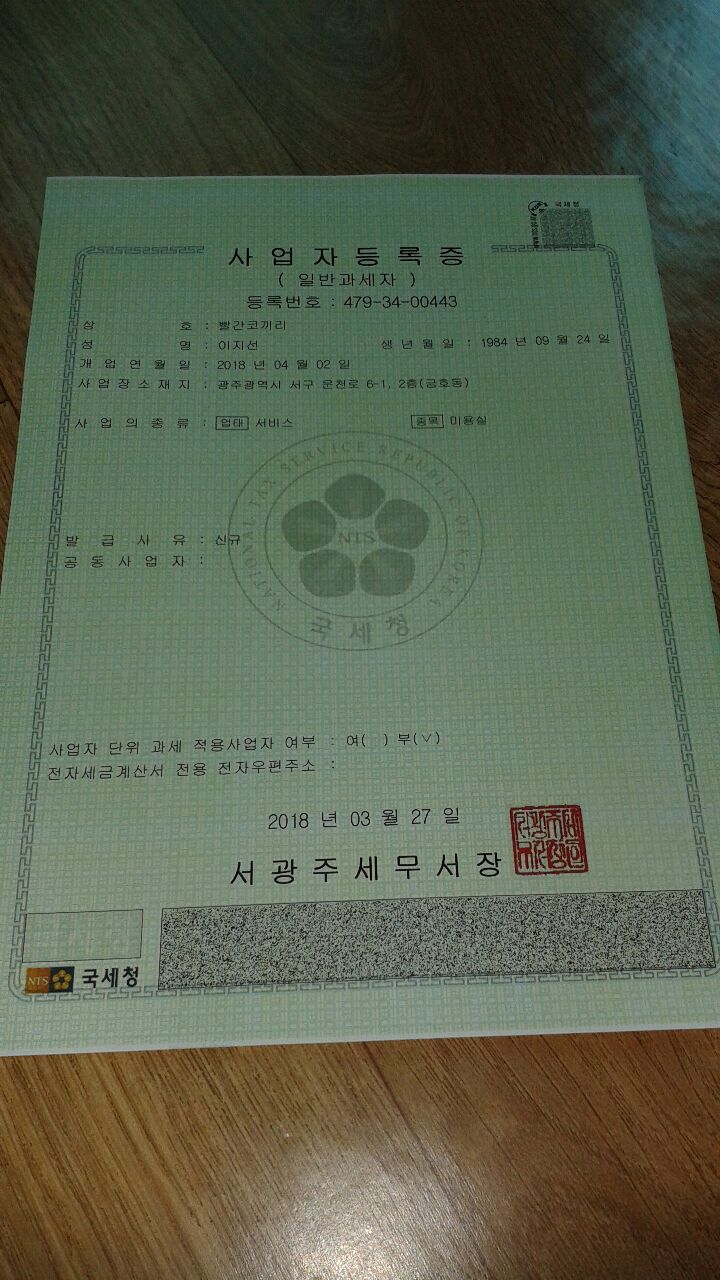 국세청
사업자등록증
( 일반과세자 )
등록번호 : 479-34-00443
상 호 : 빨간코끼리
성 명 : 이지선 생년월일 : 1984 년 09 월 24 일
개업연월일 : 2018 년 04 월 02 일
사업장소재지 : 광주광역시 서구 운천로 6-1, 2층(금호동)
사업의종류 : 업태 서비스 종목 미용실
NATIONAL TAX SERVICE REPUBLIC OF KOREA
NTS
국세청
발급사유 : 신규
공동사업자 :
사업자 단위 과세 적용사업자 여부 : 여( ) 부(∨)
전자세금계산서 전용 전자우편주소 :
2018 년 03 월 27 일
서광주세무서장
NTS 국세청